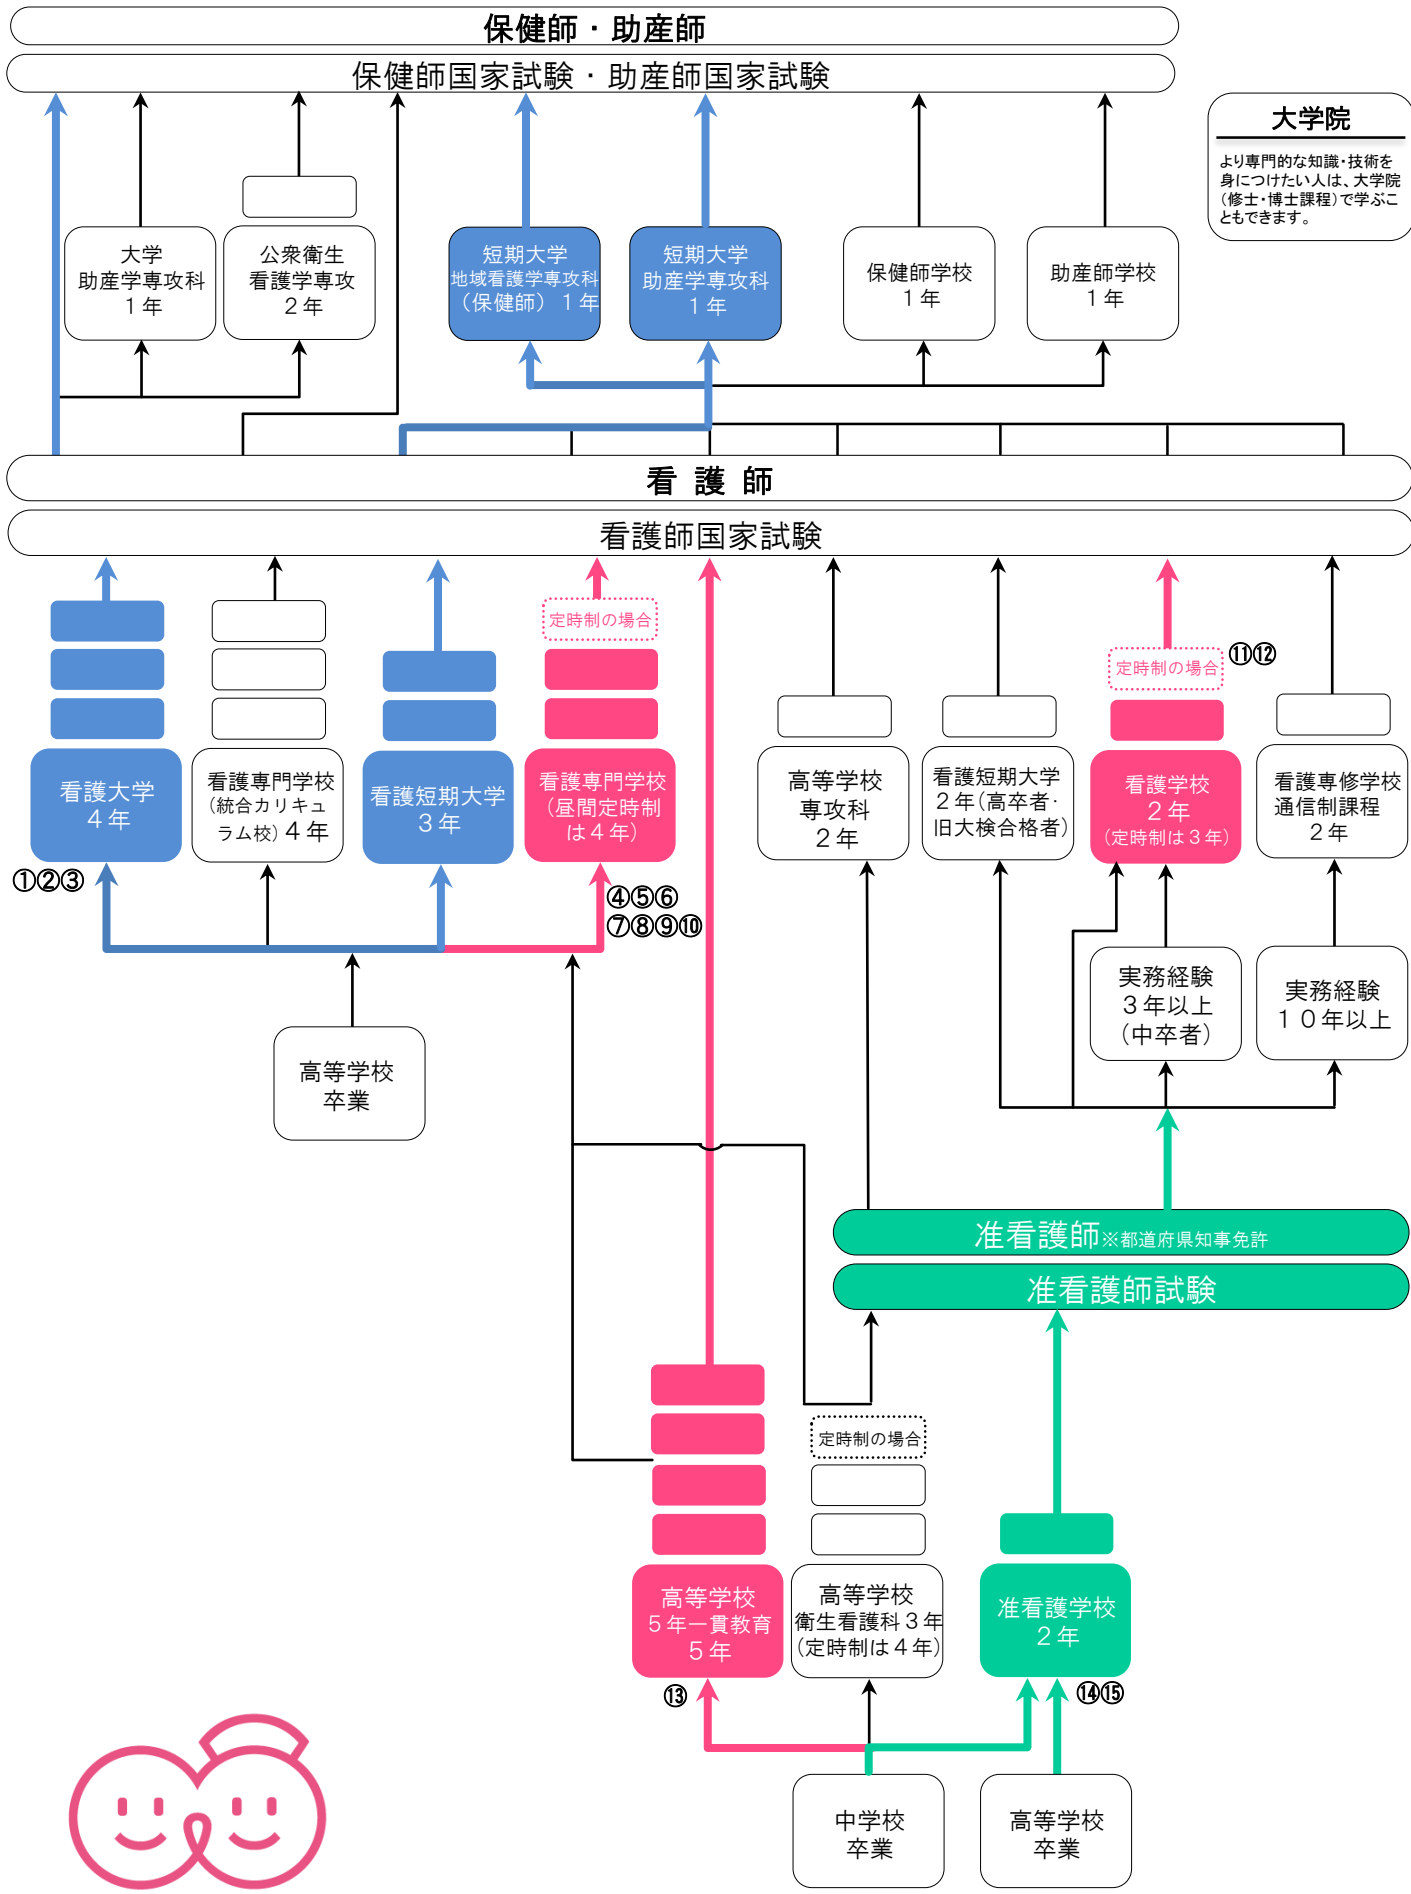 保健師・助産師
保健師国家試験・助産師国家試験
大学院
より専門的な知識・技術を
身につけたい人は、大学院
（修士・博士課程）で学ぶこ
ともできます。
大学
助産学専攻科
１年
公衆衛生
看護学専攻
２年
短期大学
地域看護学専攻科
（保健師）１年
短期大学
助産学専攻科
１年
保健師学校
１年
助産師学校
１年
看 護 師
看護師国家試験
定時制の場合
定時制の場合
⑪⑫
看護大学
４年
看護専門学校
（統合カリキュ
ラム校）４年
看護短期大学
３年
看護専門学校
（昼間定時制
は４年）
高等学校
専攻科
２年
看護短期大学
２年（高卒者・
旧大検合格者）
看護学校
２年
（定時制は３年）
看護専修学校
通信制課程
２年
①②③
④⑤⑥
⑦⑧⑨⑩
実務経験
３年以上
（中卒者）
実務経験
１０年以上
高等学校
卒業
准看護師※都道府県知事免許
准看護師試験
定時制の場合
高等学校
５年一貫教育
５年
高等学校
衛生看護科３年
（定時制は４年）
准看護学校
２年
⑬
⑭⑮
中学校
卒業
高等学校
卒業